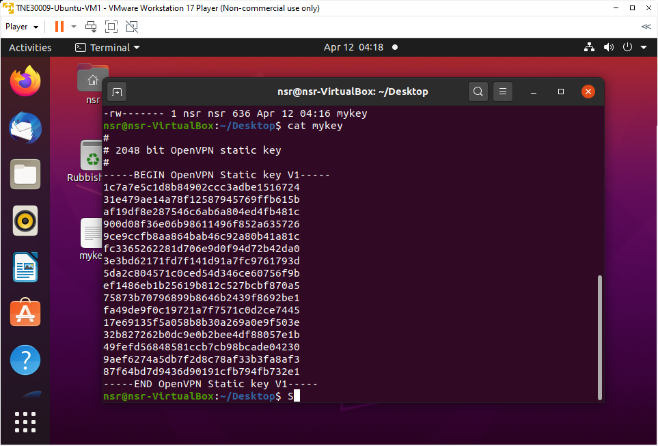 TNE30009-Ubuntu-VM1 - VMware Workstation 17 Player (Non-commercial use only)
Player
Activities
Terminal
Apr 12 04:18
nsr
Rubbish
myke
nsr@nsr-VirtualBox: ~/Desktop
-rw------- 1 nsr nsr 636 Apr 12 04:16 mykey
nsr@nsr-VirtualBox:~/Desktop$ cat mykey
#
# 2048 bit OpenVPN static key
#
-----BEGIN OpenVPN Static key V1-----
1c7a7e5c1d8b84902ccc3adbe1516724
31e479ae14a78f12587945769ffb615b
af19df8e287546c6ab6a804ed4fb481c
900d08f36e06b98611496f852a635726
9ce9ccfb8aa864bab46c92a80b41a81c
fc3365262281d706e9d0f94d72b42da0
3e3bd62171fd7f141d91a7fc9761793d
5da2c804571c0ced54d346ce60756f9b
ef1486eb1b25619b812c527bcbf870a5
75873b70796899b8646b2439f8692be1
fa49de9f0c19721a7f7571c0d2ce7445
17e69135f5a058b8b30a269a0e9f503e
32b827262b0dc9e0b2bee4df88057e13
49fefd56848581ccb7cb98bcade04230
9aef6274a5db7f2d8c78af33b3fa8af3
87f64bd7d9436d90191cfb794fb732e1
-----END OpenVPN Static key V1-----
nsr@nsr-VirtualBox:~/Desktop$ S